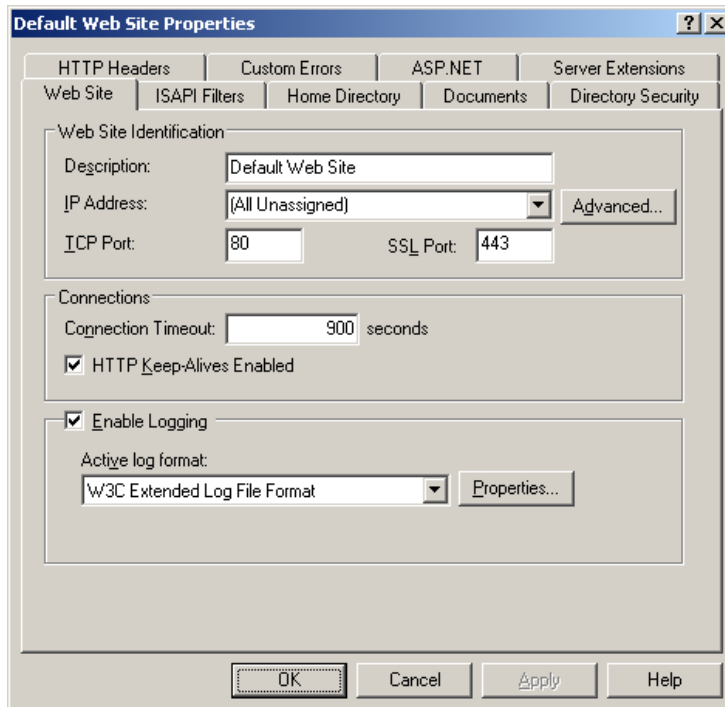 Default Web Site Properties
HTTP Headers Custom Errors ASP.NET Server Extensions
Web Site ISAPI Filters Home Directory Documents Directory Security
Web Site Identification
Description: Default Web Site
IP Address: (All Unassigned) Advanced...
TCP Port: 80 SSL Port: 443
Connections
Connection Timeout: 900 seconds
HTTP Keep-Alives Enabled
Enable Logging
Active log format:
W3C Extended Log File Format Properties...
OK Cancel Apply Help